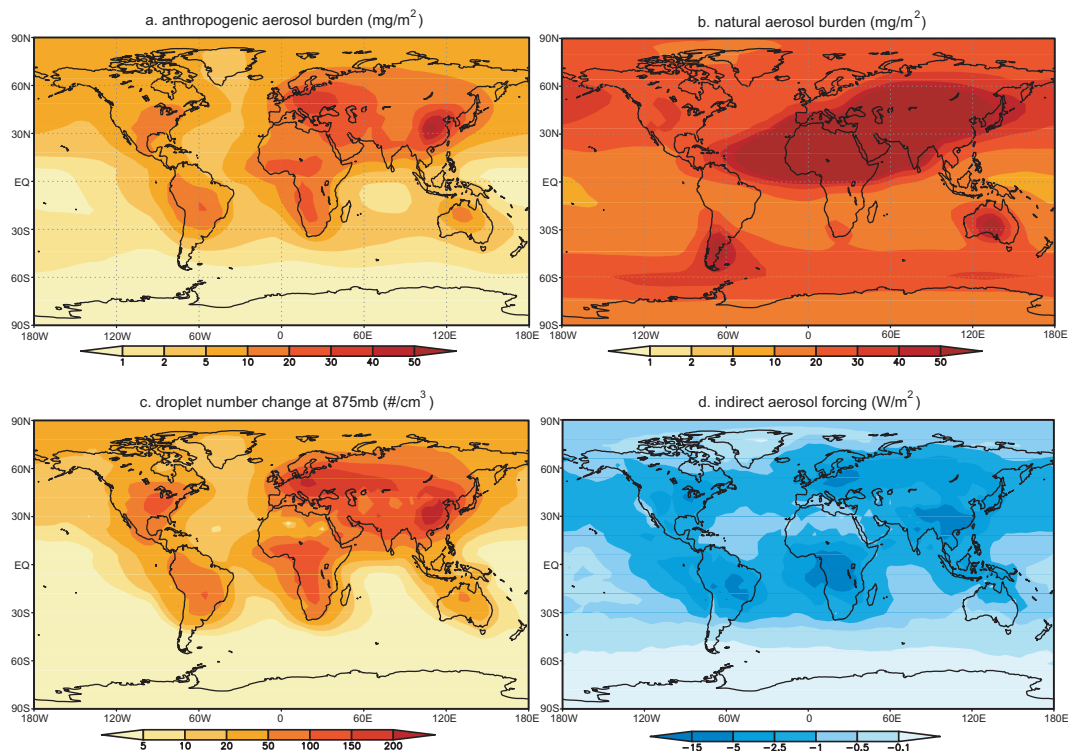 a. anthropogenic aerosol burden (mg/m²)
90N
60N
30N
EQ
30S
60S
90S
180W 120W 60W 0 60E 120E 180E
1 2 5 10 20 30 40 50
b. natural aerosol burden (mg/m²)
90N
60N
30N
EQ
30S
60S
90S
180W 120W 60W 0 60E 120E 180E
1 2 5 10 20 30 40 50
c. droplet number change at 875mb (#/cm³)
90N
60N
30N
EQ
30S
60S
90S
180W 120W 60W 0 60E 120E 180E
5 10 20 50 100 150 200
d. indirect aerosol forcing (W/m²)
90N
60N
30N
EQ
30S
60S
90S
180W 120W 60W 0 60E 120E 180E
-15 -5 -2.5 -1 -0.5 -0.1